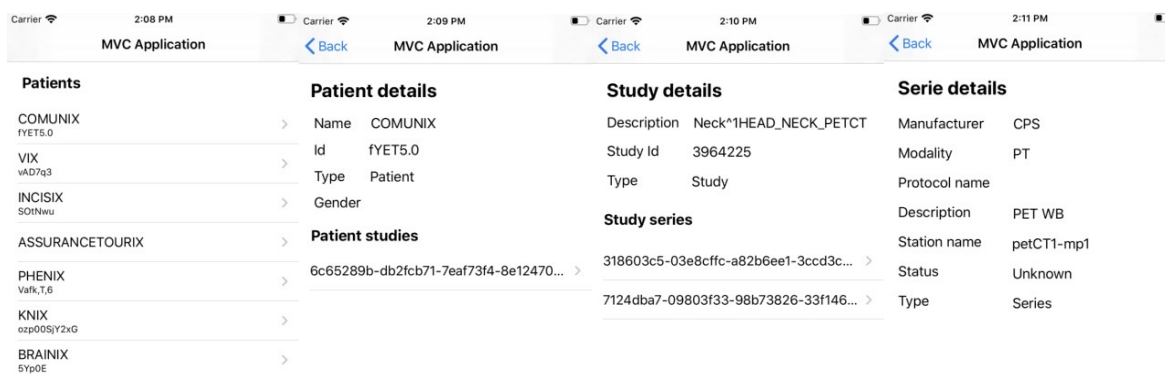 Carrier 2:08 PM
MVC Application
Patients
COMUNIX
fYET5.0
VIX
vAD7q3
INCISIX
SOtNwu
ASSURANCETOURIX
PHENIX
Vafk,T,6
KNIX
ozp00SjY2xG
BRAINIX
5Yp0E
Carrier 2:09 PM
Back MVC Application
Patient details
Name COMUNIX
Id fYET5.0
Type Patient
Gender
Patient studies
6c65289b-db2fcb71-7eaf73f4-8e12470...
Carrier 2:10 PM
Back MVC Application
Study details
Description Neck^1HEAD_NECK_PETCT
Study Id 3964225
Type Study
Study series
318603c5-03e8cffc-a82b6ee1-3ccd3c...
7124dba7-09803f33-98b73826-33f146...
Carrier 2:11 PM
Back MVC Application
Serie details
Manufacturer CPS
Modality PT
Protocol name
Description PET WB
Station name petCT1-mp1
Status Unknown
Type Series